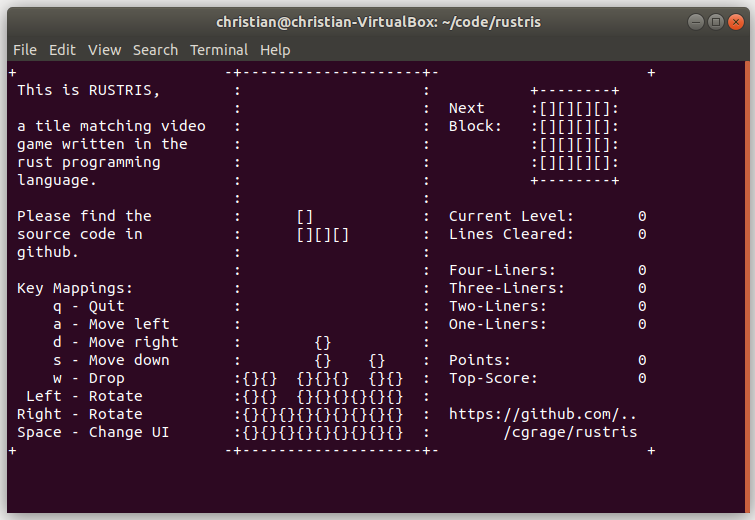 christian@christian-VirtualBox: ~/code/rustris
File Edit View Search Terminal Help
+                       -+--------------------+-                       +
 This is RUSTRIS,        :                    :           +--------+
                         :                    :  Next     :[][][][]:
 a tile matching video   :                    :  Block:   :[][][][]:
 game written in the     :                    :           :[][][][]:
 rust programming        :                    :           :[][][][]:
 language.               :                    :           +--------+
                         :                    :
 Please find the         :      []            :  Current Level:       0
 source code in          :      [][][]        :  Lines Cleared:       0
 github.                 :                    :
                         :                    :  Four-Liners:         0
 Key Mappings:           :                    :  Three-Liners:        0
     q - Quit            :                    :  Two-Liners:          0
     a - Move left       :                    :  One-Liners:          0
     d - Move right      :        {}          :
     s - Move down       :        {}    {}    :  Points:              0
     w - Drop            :{}{}  {}{}{}  {}{}  :  Top-Score:           0
  Left - Rotate          :{}{}  {}{}{}{}{}{}  :
 Right - Rotate          :{}{}{}{}{}{}{}{}{}  :  https://github.com/..
 Space - Change UI       :{}{}{}{}{}{}{}{}{}  :        /cgrage/rustris
+                       -+--------------------+-                       +